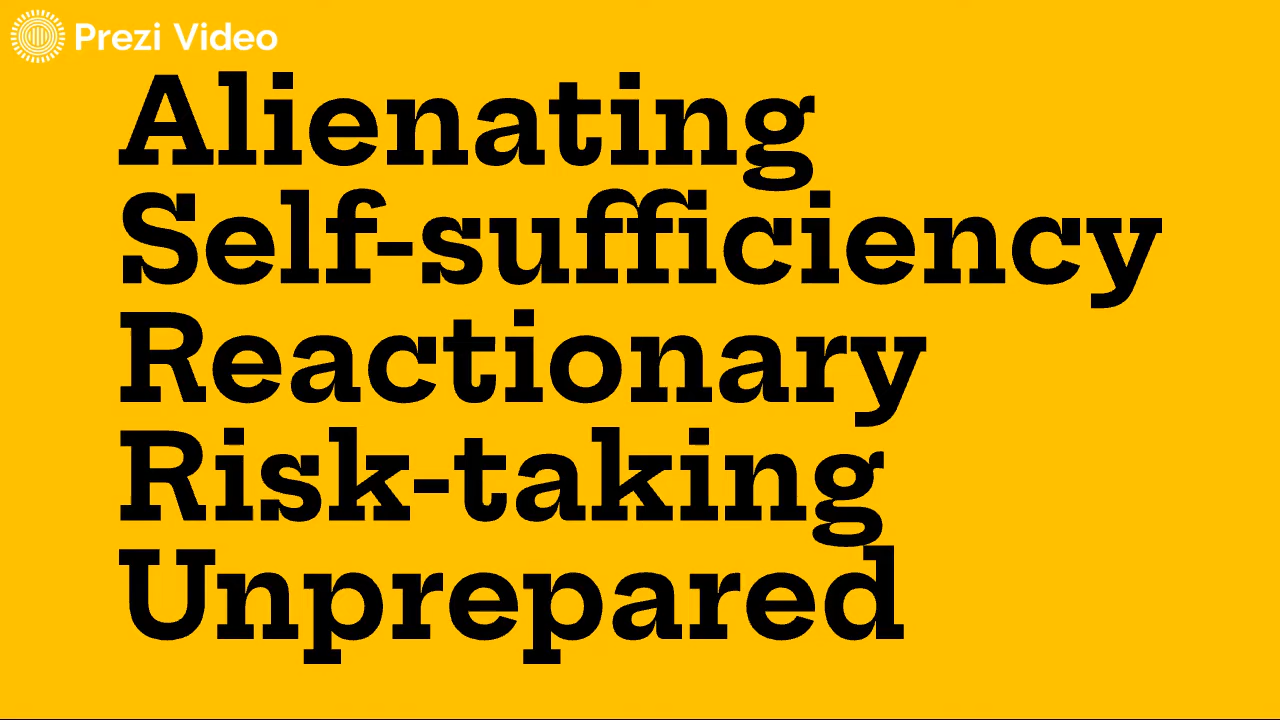 Prezi Video
Alienating
Self-sufficiency
Reactionary
Risk-taking
Unprepared